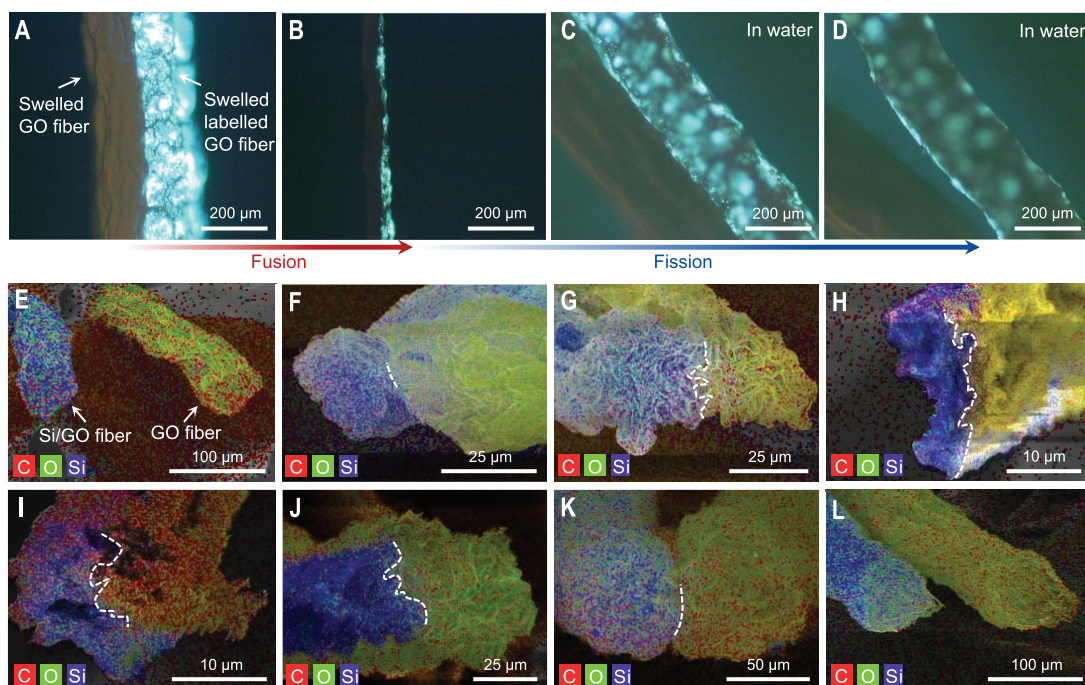 A
Swelled
GO fiber
Swelled
labelled
GO fiber
200 µm
B
200 µm
C
In water
200 µm
D
In water
200 µm
Fusion
Fission
E
Si/GO fiber
GO fiber
C O Si
100 µm
F
C O Si
25 µm
G
C O Si
25 µm
H
C O Si
10 µm
I
C O Si
10 µm
J
C O Si
25 µm
K
C O Si
50 µm
L
C O Si
100 µm